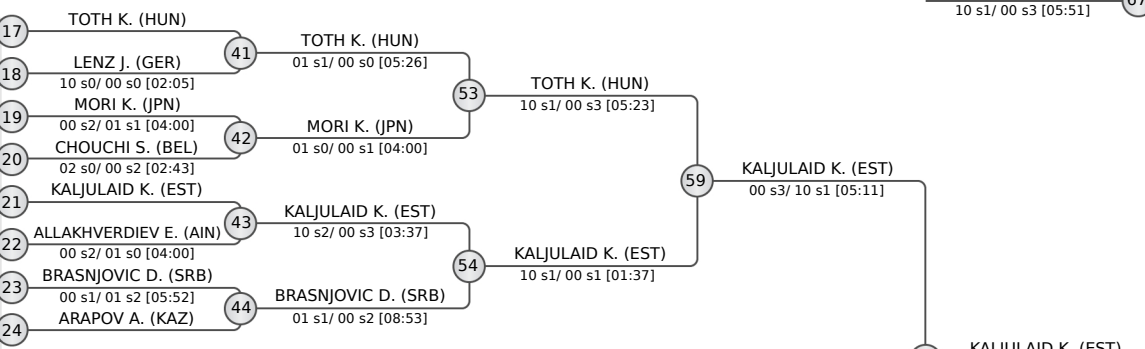 10 s1/ 00 s3 [05:51]
67
17
TOTH K. (HUN)
41
TOTH K. (HUN)
01 s1/ 00 s0 [05:26]
18
LENZ J. (GER)
10 s0/ 00 s0 [02:05]
53
TOTH K. (HUN)
10 s1/ 00 s3 [05:23]
19
MORI K. (JPN)
00 s2/ 01 s1 [04:00]
42
MORI K. (JPN)
01 s0/ 00 s1 [04:00]
20
CHOUCHI S. (BEL)
02 s0/ 00 s2 [02:43]
59
KALJULAID K. (EST)
00 s3/ 10 s1 [05:11]
21
KALJULAID K. (EST)
43
KALJULAID K. (EST)
10 s2/ 00 s3 [03:37]
22
ALLAKHVERDIEV E. (AIN)
00 s2/ 01 s0 [04:00]
54
KALJULAID K. (EST)
10 s1/ 00 s1 [01:37]
23
BRASNJOVIC D. (SRB)
00 s1/ 01 s2 [05:52]
44
BRASNJOVIC D. (SRB)
01 s1/ 00 s2 [08:53]
24
ARAPOV A. (KAZ)
KALJULAID K. (EST)